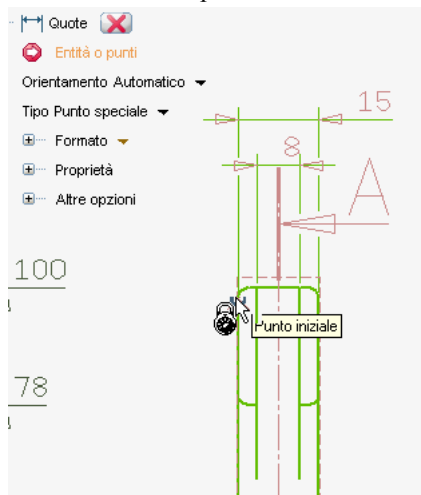 Quote
Entità o punti
Orientamento Automatico
Tipo Punto speciale
Formato
Proprietà
Altre opzioni
15
8
A
100
Punto iniziale
78